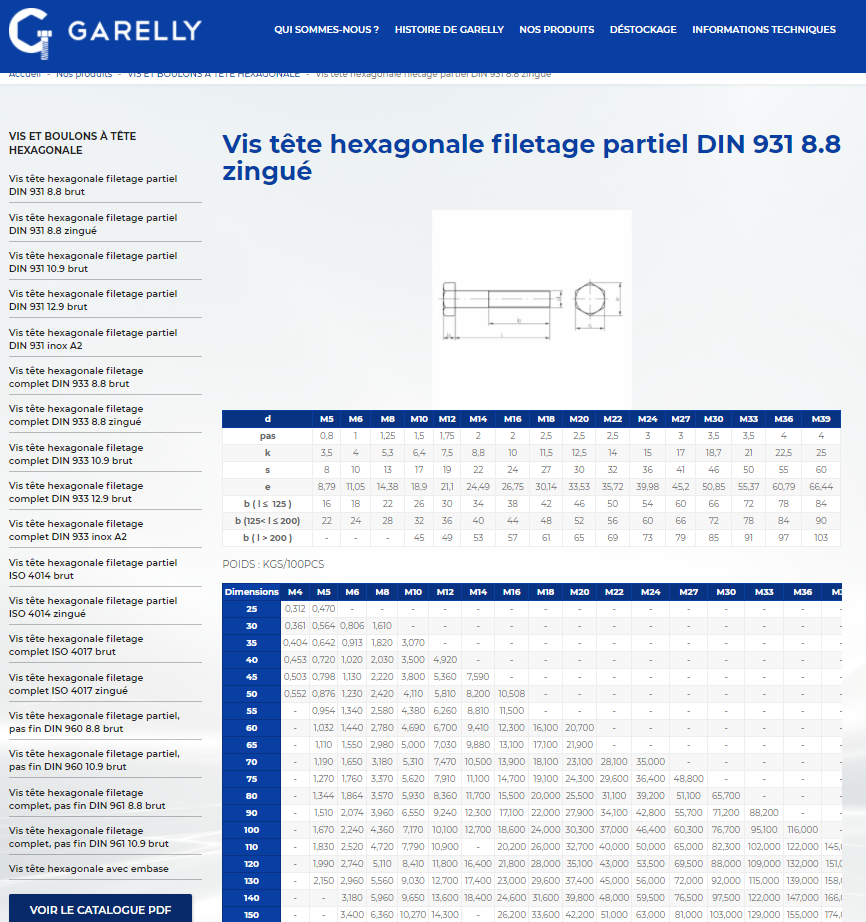 GARELLY
QUI SOMMES-NOUS ? HISTOIRE DE GARELLY NOS PRODUITS DÉSTOCKAGE INFORMATIONS TECHNIQUES
Accueil - Nos produits - VIS ET BOULONS À TÊTE HEXAGONALE - Vis tête hexagonale filetage partiel DIN 931 8.8 zingué
VIS ET BOULONS À TÊTE
HEXAGONALE
Vis tête hexagonale filetage partiel
DIN 931 8.8 brut
Vis tête hexagonale filetage partiel
DIN 931 8.8 zingué
Vis tête hexagonale filetage partiel
DIN 931 10.9 brut
Vis tête hexagonale filetage partiel
DIN 931 12.9 brut
Vis tête hexagonale filetage partiel
DIN 931 inox A2
Vis tête hexagonale filetage
complet DIN 933 8.8 brut
Vis tête hexagonale filetage
complet DIN 933 8.8 zingué
Vis tête hexagonale filetage
complet DIN 933 10.9 brut
Vis tête hexagonale filetage
complet DIN 933 12.9 brut
Vis tête hexagonale filetage
complet DIN 933 inox A2
Vis tête hexagonale filetage partiel
ISO 4014 brut
Vis tête hexagonale filetage partiel
ISO 4014 zingué
Vis tête hexagonale filetage
complet ISO 4017 brut
Vis tête hexagonale filetage
complet ISO 4017 zingué
Vis tête hexagonale filetage partiel,
pas fin DIN 960 8.8 brut
Vis tête hexagonale filetage partiel,
pas fin DIN 960 10.9 brut
Vis tête hexagonale filetage
complet, pas fin DIN 961 8.8 brut
Vis tête hexagonale filetage
complet, pas fin DIN 961 10.9 brut
Vis tête hexagonale avec embase
VOIR LE CATALOGUE PDF
Vis tête hexagonale filetage partiel DIN 931 8.8
zingué
d M5 M6 M8 M10 M12 M14 M16 M18 M20 M22 M24 M27 M30 M33 M36 M39
pas 0,8 1 1,25 1,5 1,75 2 2 2,5 2,5 2,5 3 3 3,5 3,5 4 4
k 3,5 4 5,3 6,4 7,5 8,8 10 11,5 12,5 14 15 17 18,7 21 22,5 25
s 8 10 13 17 19 22 24 27 30 32 36 41 46 50 55 60
e 8,79 11,05 14,38 18,9 21,1 24,49 26,75 30,14 33,53 35,72 39,98 45,2 50,85 55,37 60,79 66,44
b ( l ≤ 125 ) 16 18 22 26 30 34 38 42 46 50 54 60 66 72 78 84
b (125< l ≤ 200) 22 24 28 32 36 40 44 48 52 56 60 66 72 78 84 90
b ( l > 200 ) - - - 45 49 53 57 61 65 69 73 79 85 91 97 103
POIDS : KGS/100PCS
Dimensions M4 M5 M6 M8 M10 M12 M14 M16 M18 M20 M22 M24 M27 M30 M33 M36
25 0,312 0,470 - - - - - - - - - - - - - - -
30 0,361 0,564 0,806 1,610 - - - - - - - - - - - - -
35 0,404 0,642 0,913 1,820 3,070 - - - - - - - - - - - -
40 0,453 0,720 1,020 2,030 3,500 4,920 - - - - - - - - - - -
45 0,503 0,798 1,130 2,220 3,800 5,360 7,590 - - - - - - - - - -
50 0,552 0,876 1,230 2,420 4,110 5,810 8,200 10,508 - - - - - - - - -
55 - 0,954 1,340 2,580 4,380 6,260 8,810 11,500 - - - - - - - - -
60 - 1,032 1,440 2,780 4,690 6,700 9,410 12,300 16,100 20,700 - - - - - - -
65 - 1,110 1,550 2,980 5,000 7,030 9,880 13,100 17,100 21,900 - - - - - - -
70 - 1,190 1,650 3,180 5,310 7,470 10,500 13,900 18,100 23,100 28,100 35,000 - - - - -
75 - 1,270 1,760 3,370 5,620 7,910 11,100 14,700 19,100 24,300 29,600 36,400 48,800 - - - -
80 - 1,344 1,864 3,570 5,930 8,360 11,700 15,500 20,000 25,500 31,100 39,200 51,100 65,700 - - -
90 - 1,510 2,074 3,960 6,550 9,240 12,300 17,100 22,000 27,900 34,100 42,800 55,700 71,200 88,200 - -
100 - 1,670 2,240 4,360 7,170 10,100 12,700 18,600 24,000 30,300 37,000 46,400 60,300 76,700 95,100 116,000 -
110 - 1,830 2,520 4,720 7,790 10,900 - 20,200 26,000 32,700 40,000 50,000 65,000 82,300 102,000 122,000 145,
120 - 1,990 2,740 5,110 8,410 11,800 16,400 21,800 28,000 35,100 43,000 53,500 69,500 88,000 109,000 132,000 151,
130 - 2,150 2,960 5,560 9,030 12,700 17,400 23,000 29,600 37,400 45,000 56,000 72,000 92,000 115,000 139,000 158,
140 - - 3,180 5,960 9,650 13,600 18,400 24,600 31,600 39,800 48,000 59,500 76,500 97,500 122,000 147,000 166,
150 - - 3,400 6,360 10,270 14,300 - 26,200 33,600 42,200 51,000 63,000 81,000 103,000 129,000 155,000 174,